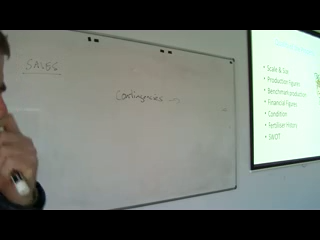 SALES
Contingencies
• Scale & Size
• Production Figures
• Benchmark production
• Financial Figures
• Condition
• Fertiliser History
• SWOT